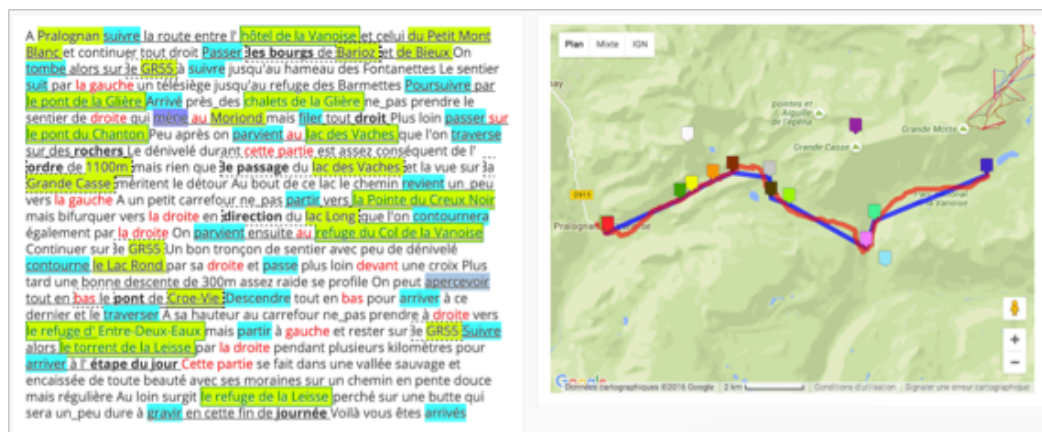 A Pralognan suivre la route entre l' hôtel de la Vanoise et celui du Petit Mont
Blanc et continuer tout droit Passer les bourgs de Barioz et de Bieux On
tombe alors sur le GR55 à suivre jusqu'au hameau des Fontanettes Le sentier
suit par la gauche un télésiège jusqu'au refuge des Barmettes Poursuivre par
le pont de la Glière Arrivé près_des chalets de la Glière ne_pas prendre le
sentier de droite qui mène au Moriond mais filer tout droit Plus loin passer sur
le pont du Chanton Peu après on parvient au lac des Vaches que l'on traverse
sur des rochers Le dénivelé durant cette partie est assez conséquent de l'
ordre de 1100m mais rien que le passage du lac des Vaches et la vue sur la
Grande Casse méritent le détour Au bout de ce lac le chemin revient un_peu
vers la gauche A un petit carrefour ne_pas partir vers la Pointe du Creux Noir
mais bifurquer vers la droite en direction du lac Long que l'on contournera
également par la droite On parvient ensuite au refuge du Col de la Vanoise
Continuer sur le GR55 Un bon tronçon de sentier avec peu de dénivelé
contourne le Lac Rond par sa droite et passe plus loin devant une croix Plus
tard une bonne descente de 300m assez raide se profile On peut apercevoir
tout en bas le pont de Croe-Vie Descendre tout en bas pour arriver à ce
dernier et le traverser A sa hauteur au carrefour ne_pas prendre à droite vers
le refuge d' Entre-Deux-Eaux mais partir à gauche et rester sur le GR55 Suivre
alors le torrent de la Leisse par la droite pendant plusieurs kilomètres pour
arriver à l' étape du jour Cette partie se fait dans une vallée sauvage et
encaissée de toute beauté avec ses moraines sur un chemin en pente douce
mais régulière Au loin surgit le refuge de la Leisse perché sur une butte qui
sera un_peu dure à gravir en cette fin de journée Voilà vous êtes arrivés
Plan Mixte IGN
ay
pointes et
Aiguille
de l'épéna
Grande Motte
Grande Casse
D915
Pralognan
la Vanoise
Google
Données cartographiques ©2016 Google 2 km Conditions d'utilisation Signaler une erreur cartographique